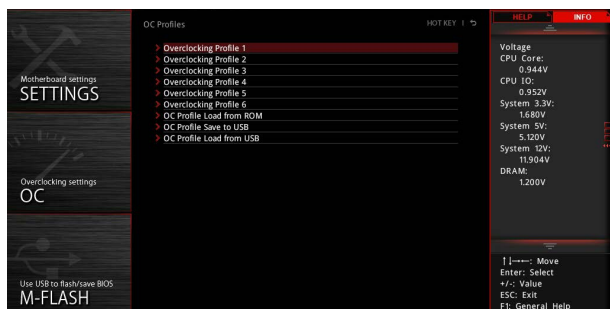 Motherboard settings
SETTINGS
Overclocking settings
OC
Use USB to flash/save BIOS
M-FLASH
OC Profiles
HOT KEY
Overclocking Profile 1
Overclocking Profile 2
Overclocking Profile 3
Overclocking Profile 4
Overclocking Profile 5
Overclocking Profile 6
OC Profile Load from ROM
OC Profile Save to USB
OC Profile Load from USB
HELP
INFO
Voltage
CPU Core:
0.944V
CPU IO:
0.952V
System 3.3V:
1.680V
System 5V:
5.120V
System 12V:
11.904V
DRAM:
1.200V
↑↓→←: Move
Enter: Select
+/-: Value
ESC: Exit
F1: General Help